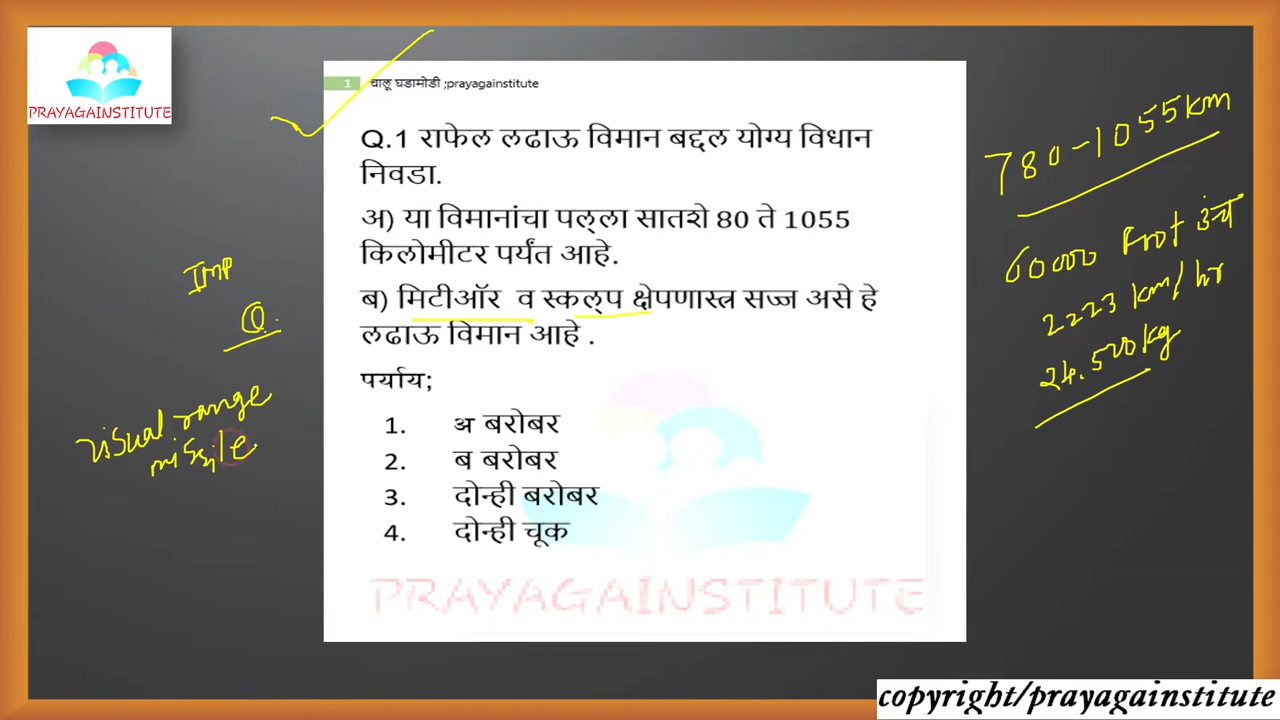 PRAYAGAINSTITUTE
1 चालू घडामोडी ;prayagainstitute
Q.1 राफेल लढाऊ विमान बद्दल योग्य विधान
निवडा.
अ) या विमानांचा पल्ला सातशे 80 ते 1055
किलोमीटर पर्यंत आहे.
ब) मिटीऑर व स्कल्प क्षेपणास्त्र सज्ज असे हे
लढाऊ विमान आहे .
पर्याय;
1. अ बरोबर
2. ब बरोबर
3. दोन्ही बरोबर
4. दोन्ही चूक
PRAYAGAINSTITUTE
IMP
Q.
visual range
missile
780-1055km
60000 Foot उंच
2223 km/hr
24.500kg
copyright/prayagainstitute